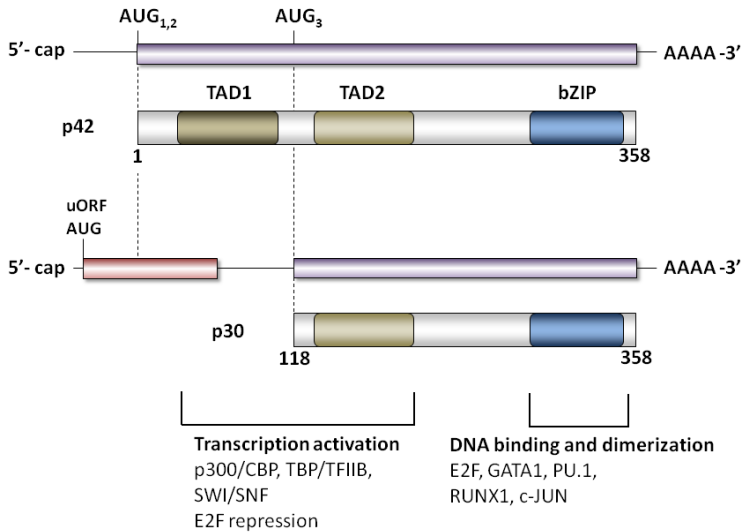 AUG1,2 AUG3
5'- cap AAAA -3'
TAD1 TAD2 bZIP
p42
1 358
uORF
AUG
5'- cap AAAA -3'
p30
118 358
Transcription activation
p300/CBP, TBP/TFIIB,
SWI/SNF
E2F repression
DNA binding and dimerization
E2F, GATA1, PU.1,
RUNX1, c-JUN